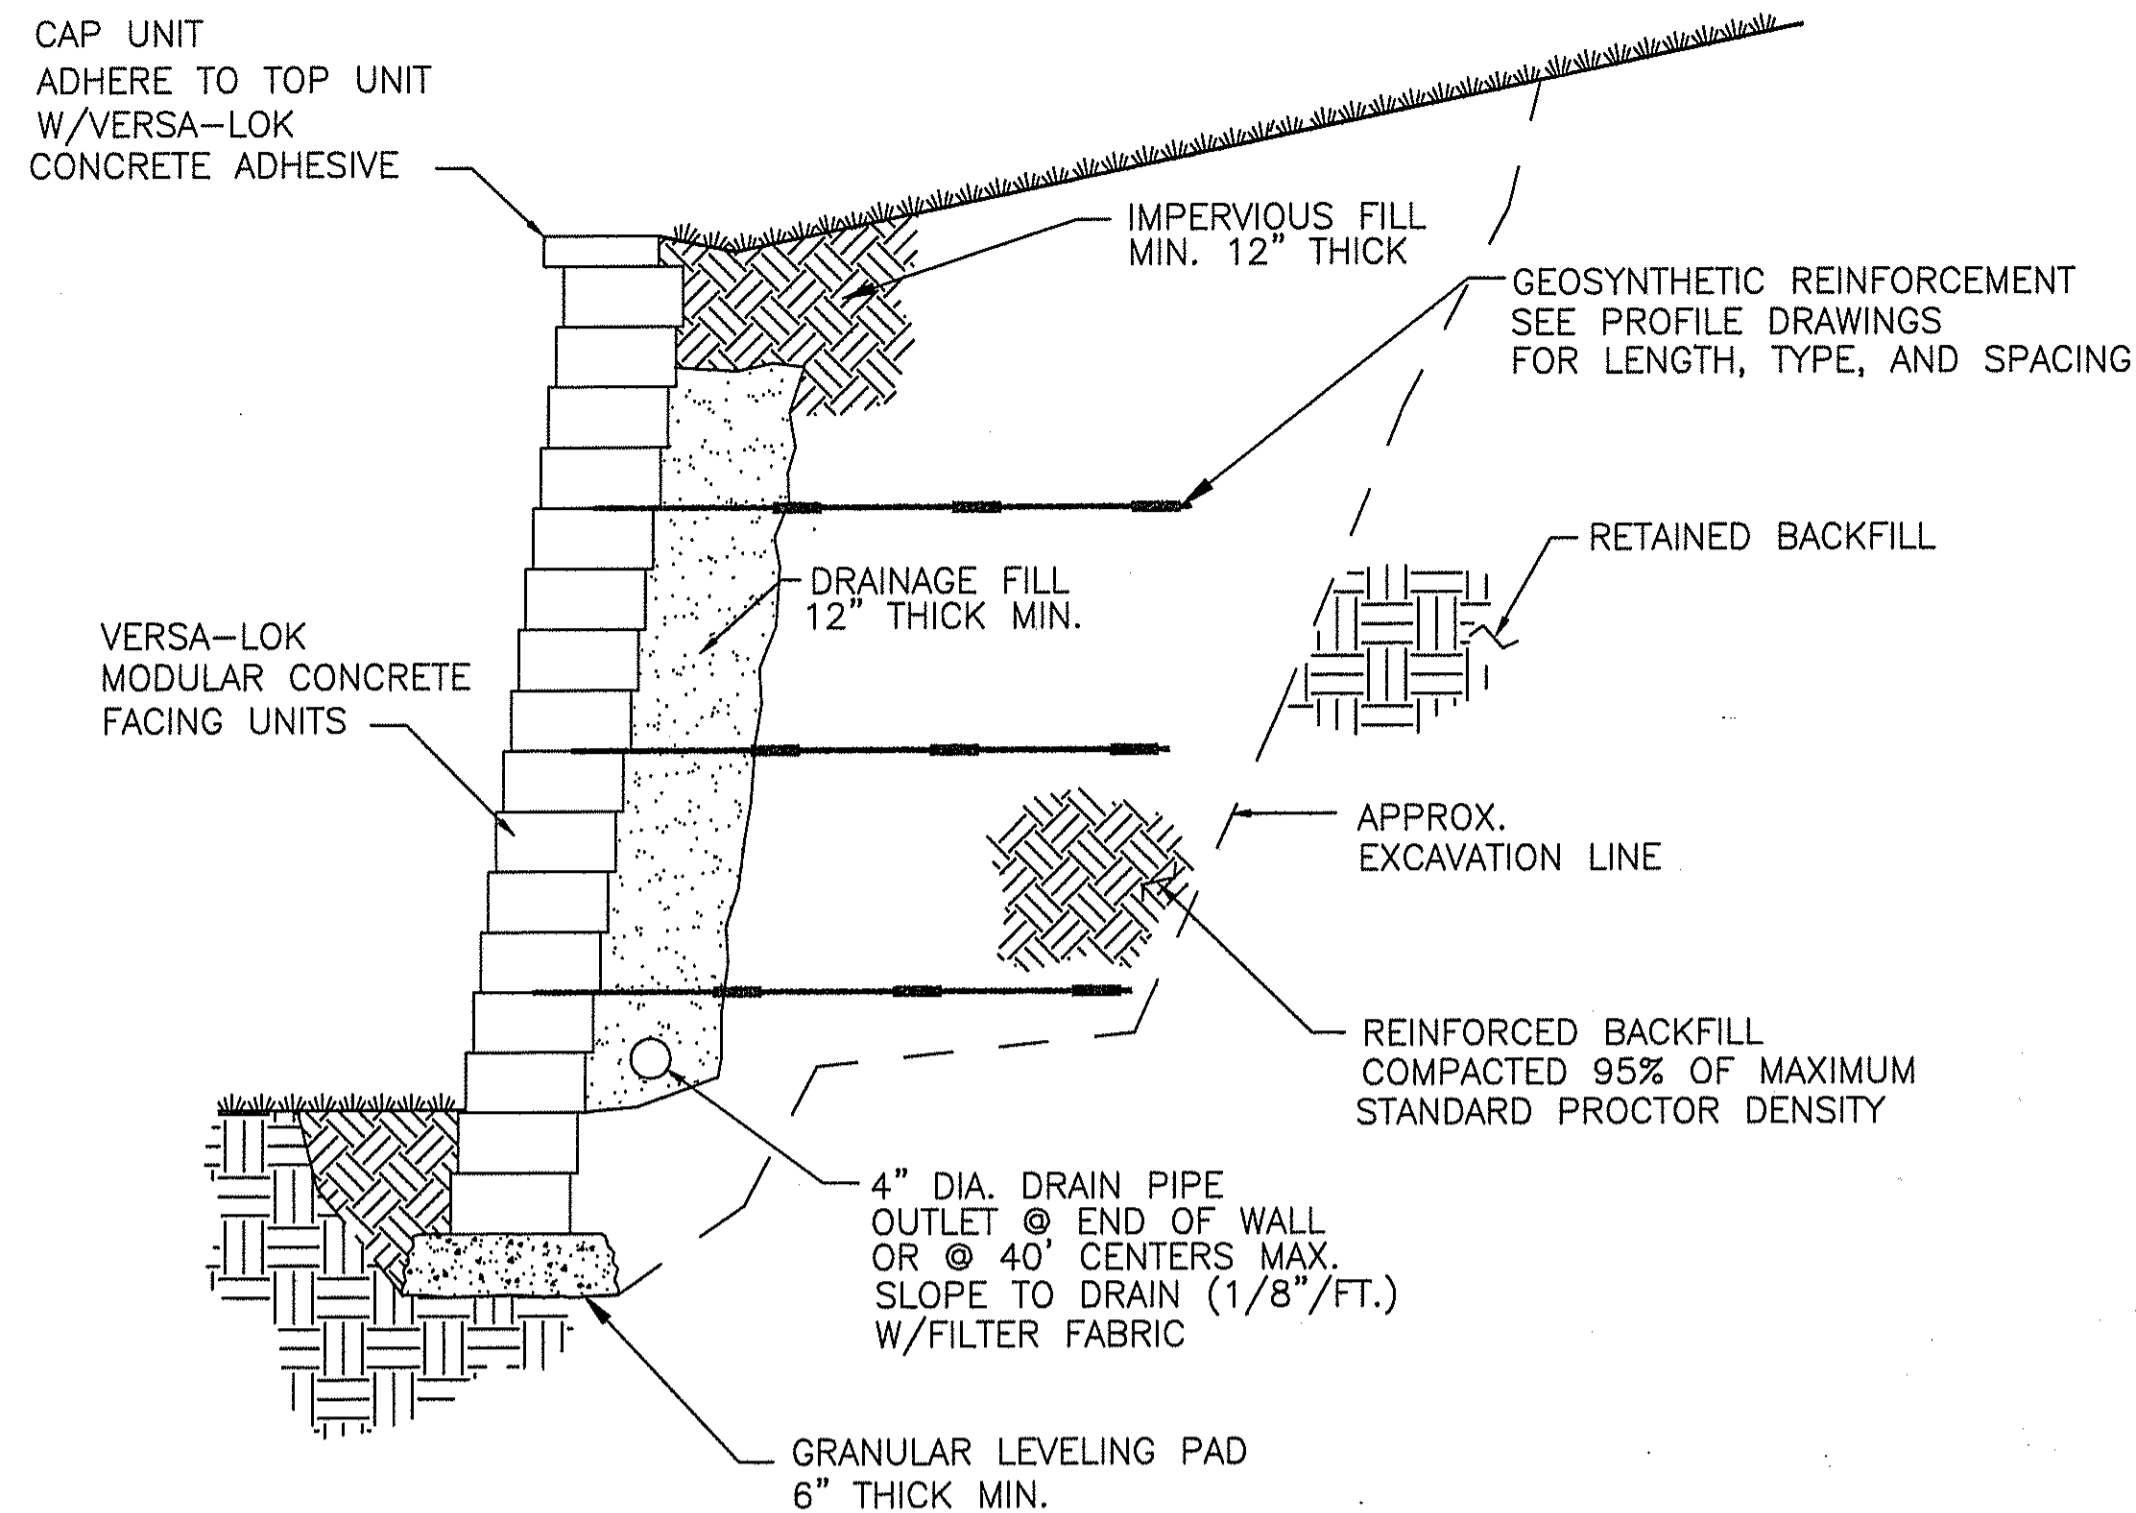 CAP UNIT
ADHERE TO TOP UNIT
W/VERSA-LOK
CONCRETE ADHESIVE
IMPERVIOUS FILL
MIN. 12" THICK
GEOSYNTHETIC REINFORCEMENT
SEE PROFILE DRAWINGS
FOR LENGTH, TYPE, AND SPACING
RETAINED BACKFILL
DRAINAGE FILL
12" THICK MIN.
VERSA-LOK
MODULAR CONCRETE
FACING UNITS
APPROX.
EXCAVATION LINE
REINFORCED BACKFILL
COMPACTED 95% OF MAXIMUM
STANDARD PROCTOR DENSITY
4" DIA. DRAIN PIPE
OUTLET @ END OF WALL
OR @ 40' CENTERS MAX.
SLOPE TO DRAIN (1/8"/FT.)
W/FILTER FABRIC
GRANULAR LEVELING PAD
6" THICK MIN.